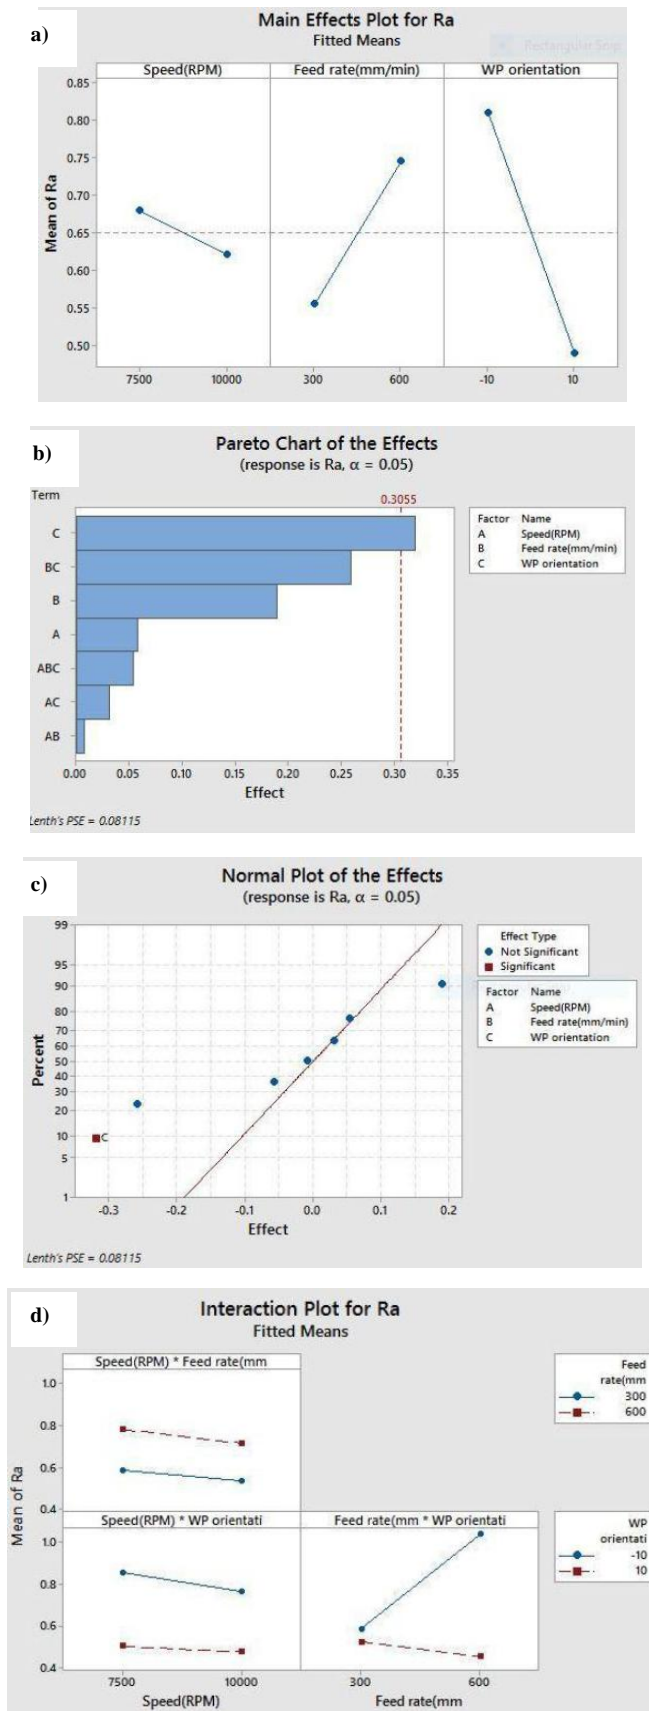 a)
Main Effects Plot for Ra
Fitted Means
Rectangular Snip
Speed(RPM) Feed rate(mm/min) WP orientation
Mean of Ra
0.85
0.80
0.75
0.70
0.65
0.60
0.55
0.50
7500 10000 300 600 -10 10
b)
Pareto Chart of the Effects
(response is Ra, α = 0.05)
Term
0.3055
C
BC
B
A
ABC
AC
AB
0.00 0.05 0.10 0.15 0.20 0.25 0.30 0.35
Effect
Factor Name
A Speed(RPM)
B Feed rate(mm/min)
C WP orientation
Lenth's PSE = 0.08115
c)
Normal Plot of the Effects
(response is Ra, α = 0.05)
Percent
99
95
90
80
70
60
50
40
30
20
10
5
1
C
-0.3 -0.2 -0.1 0.0 0.1 0.2
Effect
Effect Type
Not Significant
Significant
Factor Name
A Speed(RPM)
B Feed rate(mm/min)
C WP orientation
Lenth's PSE = 0.08115
d)
Interaction Plot for Ra
Fitted Means
Speed(RPM) * Feed rate(mm
Mean of Ra
1.0
0.8
0.6
0.4
Feed
rate(mm
300
600
Speed(RPM) * WP orientati Feed rate(mm * WP orientati
1.0
0.8
0.6
0.4
WP
orientati
-10
10
7500 10000 300 600
Speed(RPM) Feed rate(mm